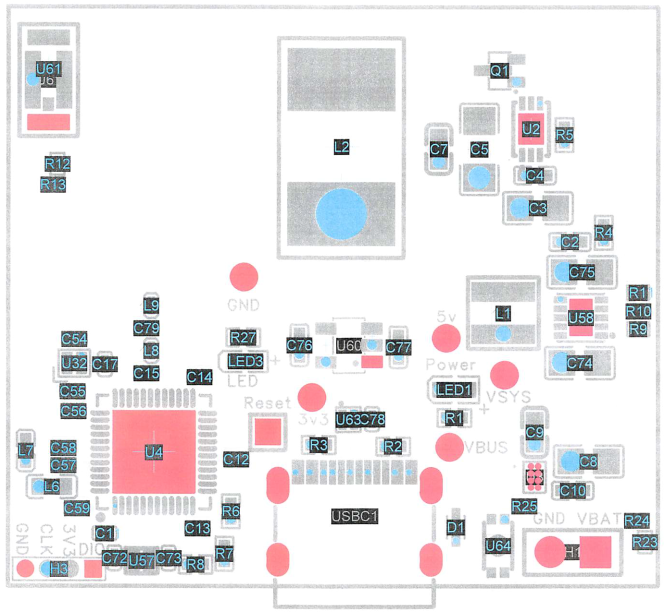 U61
Q1
U2
R5
L2
C7
C5
R12
C4
R13
C3
R4
C2
C75
GND
R11
L9
L1
R10
U58
C79
5v
R9
C54
R27
C76
U60
C77
L8
U32
C17
LED3
+
Power
C74
C15
C14
LED
VSYS
C55
LED1
Reset
+
C56
3v3
U63
C78
R1
C9
L7
C58
U4
R3
R2
VBUS
C57
C12
C8
L6
C10
C59
R25
R6
USBC1
GND
VBAT
R24
C1
C13
D1
GND
CLK
3V3
DIO
U64
R23
C72
U57
C73
R7
H1
H3
R8